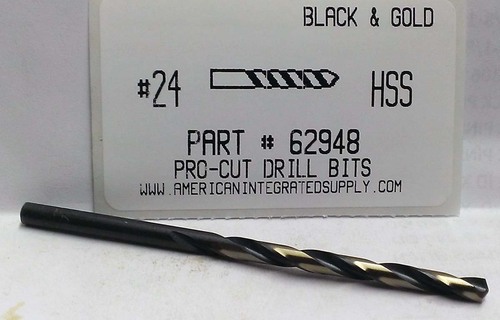 BLACK & GOLD
#24 HSS
PART # 62948
PRO-CUT DRILL BITS
WWW.AMERICANINTEGRATEDSUPPLY.COM